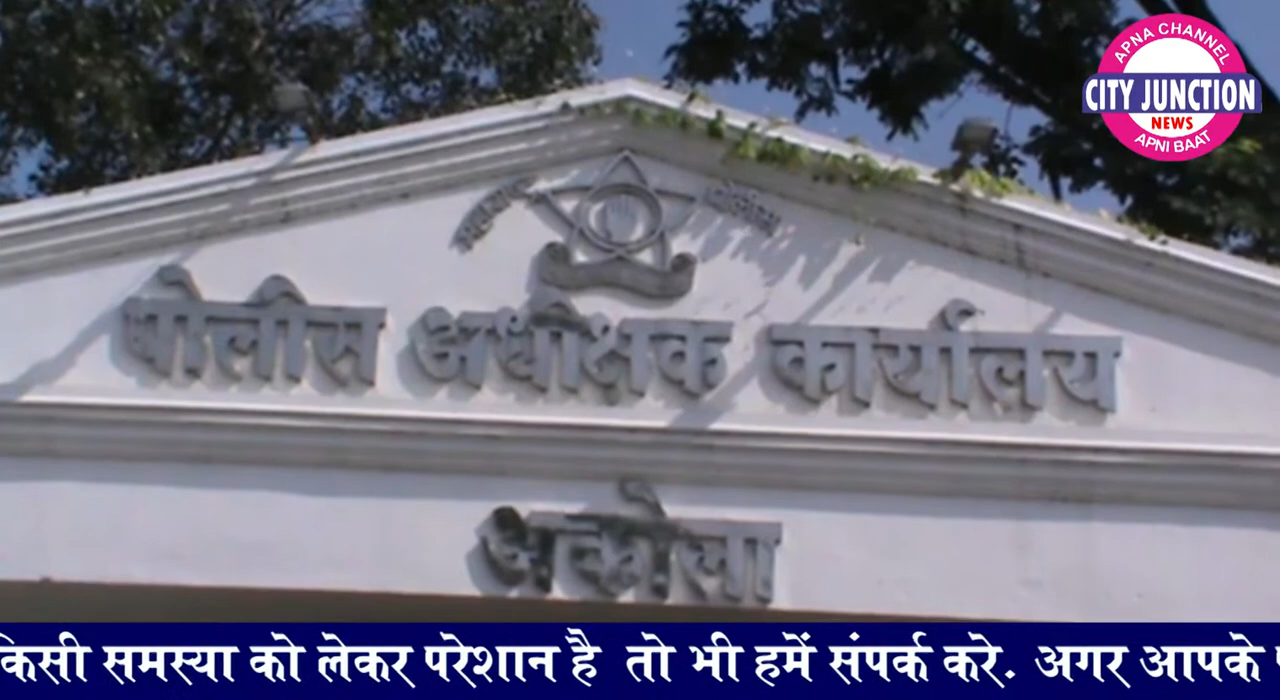 APNA CHANNEL
CITY JUNCTION
NEWS
APNI BAAT
पोलीस अधीक्षक कार्यालय
अकोला
किसी समस्या को लेकर परेशान है तो भी हमें संपर्क करे. अगर आपके